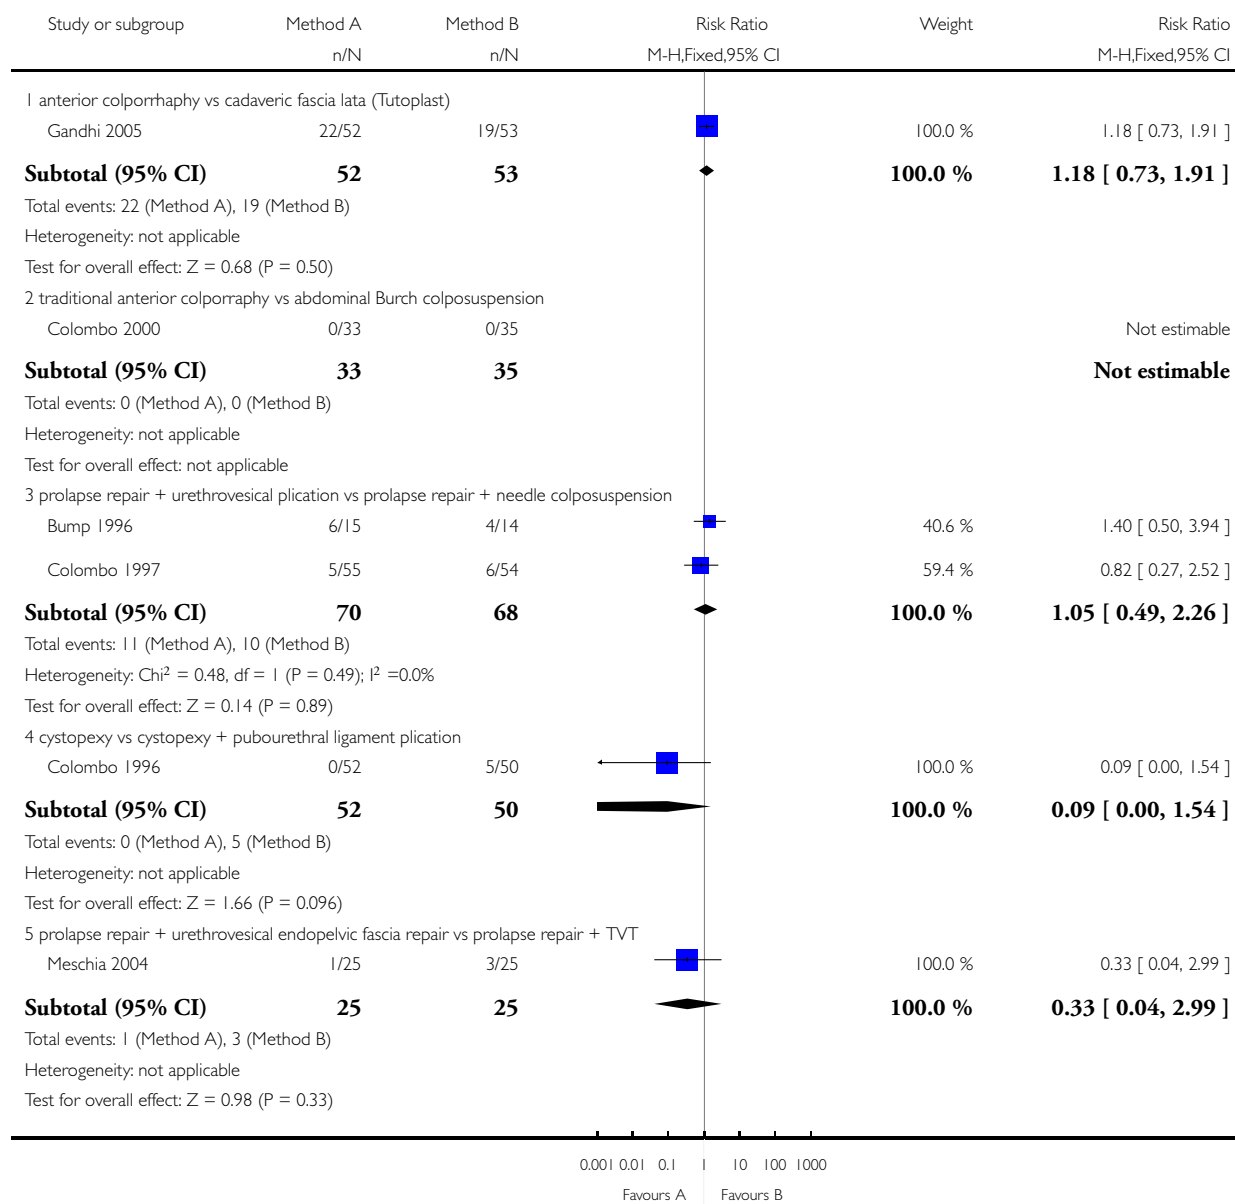 Study or subgroup Method A Method B Risk Ratio Weight Risk Ratio
n/N n/N M-H,Fixed,95% CI M-H,Fixed,95% CI
1 anterior colporrhaphy vs cadaveric fascia lata (Tutoplast)
Gandhi 2005 22/52 19/53 100.0 % 1.18 [ 0.73, 1.91 ]
Subtotal (95% CI) 52 53 100.0 % 1.18 [ 0.73, 1.91 ]
Total events: 22 (Method A), 19 (Method B)
Heterogeneity: not applicable
Test for overall effect: Z = 0.68 (P = 0.50)
2 traditional anterior colporraphy vs abdominal Burch colposuspension
Colombo 2000 0/33 0/35 Not estimable
Subtotal (95% CI) 33 35 Not estimable
Total events: 0 (Method A), 0 (Method B)
Heterogeneity: not applicable
Test for overall effect: not applicable
3 prolapse repair + urethrovesical plication vs prolapse repair + needle colposuspension
Bump 1996 6/15 4/14 40.6 % 1.40 [ 0.50, 3.94 ]
Colombo 1997 5/55 6/54 59.4 % 0.82 [ 0.27, 2.52 ]
Subtotal (95% CI) 70 68 100.0 % 1.05 [ 0.49, 2.26 ]
Total events: 11 (Method A), 10 (Method B)
Heterogeneity: Chi² = 0.48, df = 1 (P = 0.49); I² =0.0%
Test for overall effect: Z = 0.14 (P = 0.89)
4 cystopexy vs cystopexy + pubourethral ligament plication
Colombo 1996 0/52 5/50 100.0 % 0.09 [ 0.00, 1.54 ]
Subtotal (95% CI) 52 50 100.0 % 0.09 [ 0.00, 1.54 ]
Total events: 0 (Method A), 5 (Method B)
Heterogeneity: not applicable
Test for overall effect: Z = 1.66 (P = 0.096)
5 prolapse repair + urethrovesical endopelvic fascia repair vs prolapse repair + TVT
Meschia 2004 1/25 3/25 100.0 % 0.33 [ 0.04, 2.99 ]
Subtotal (95% CI) 25 25 100.0 % 0.33 [ 0.04, 2.99 ]
Total events: 1 (Method A), 3 (Method B)
Heterogeneity: not applicable
Test for overall effect: Z = 0.98 (P = 0.33)
0.001 0.01 0.1 1 10 100 1000
Favours A Favours B